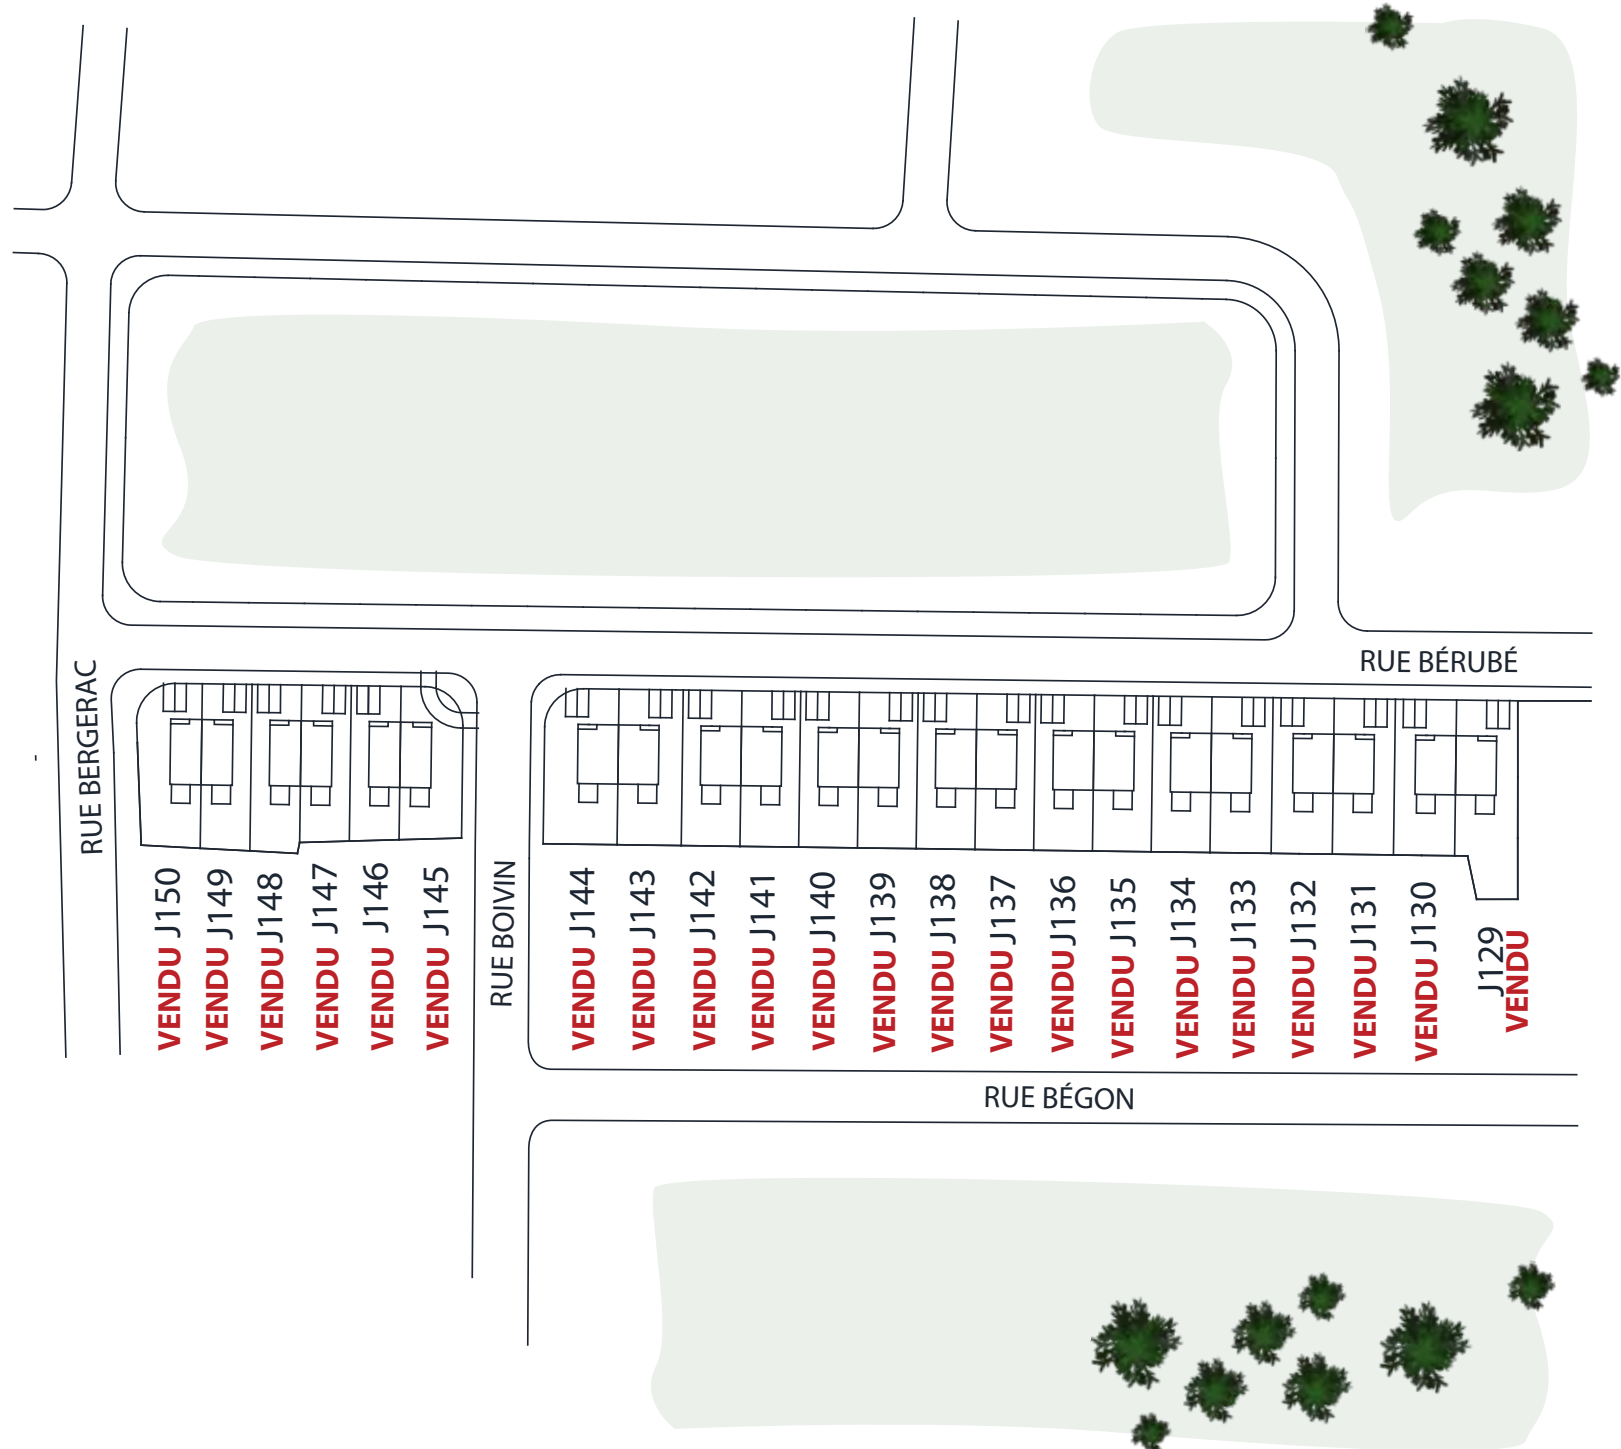 RUE BÉRUBÉ
RUE BERGERAC
VENDU J150
VENDU J149
VENDU J148
VENDU J147
VENDU J146
VENDU J145
RUE BOIVIN
VENDU J144
VENDU J143
VENDU J142
VENDU J141
VENDU J140
VENDU J139
VENDU J138
VENDU J137
VENDU J136
VENDU J135
VENDU J134
VENDU J133
VENDU J132
VENDU J131
VENDU J130
J129
VENDU
RUE BÉGON